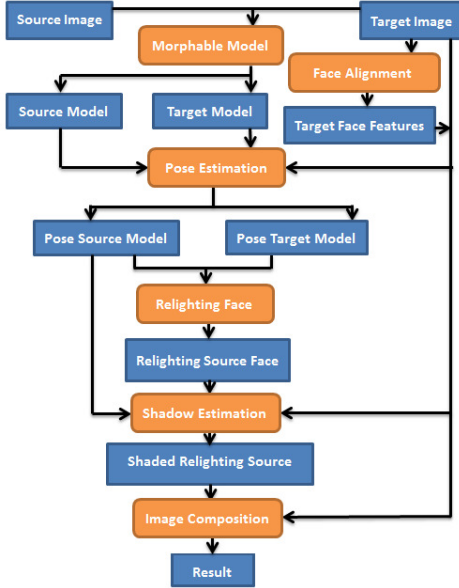 Source Image
Target Image
Morphable Model
Face Alignment
Source Model
Target Model
Target Face Features
Pose Estimation
Pose Source Model
Pose Target Model
Relighting Face
Relighting Source Face
Shadow Estimation
Shaded Relighting Source
Image Composition
Result